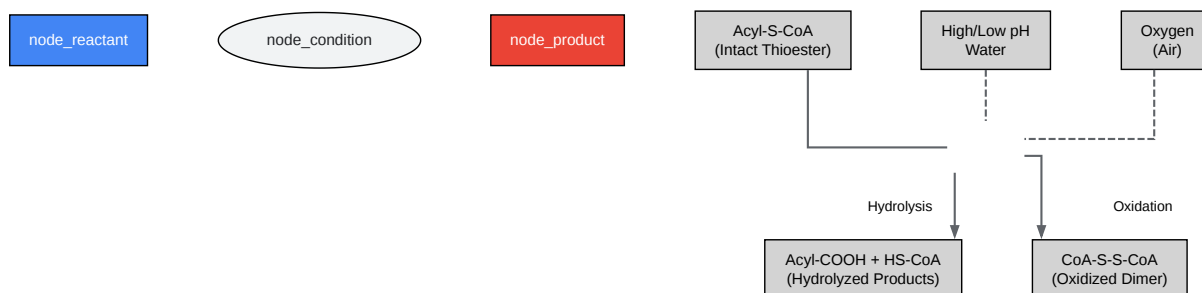 node_reactant
node_condition
node_product
Acyl-S-CoA
(Intact Thioester)
High/Low pH
Water
Oxygen
(Air)
Hydrolysis
Oxidation
Acyl-COOH + HS-CoA
(Hydrolyzed Products)
CoA-S-S-CoA
(Oxidized Dimer)